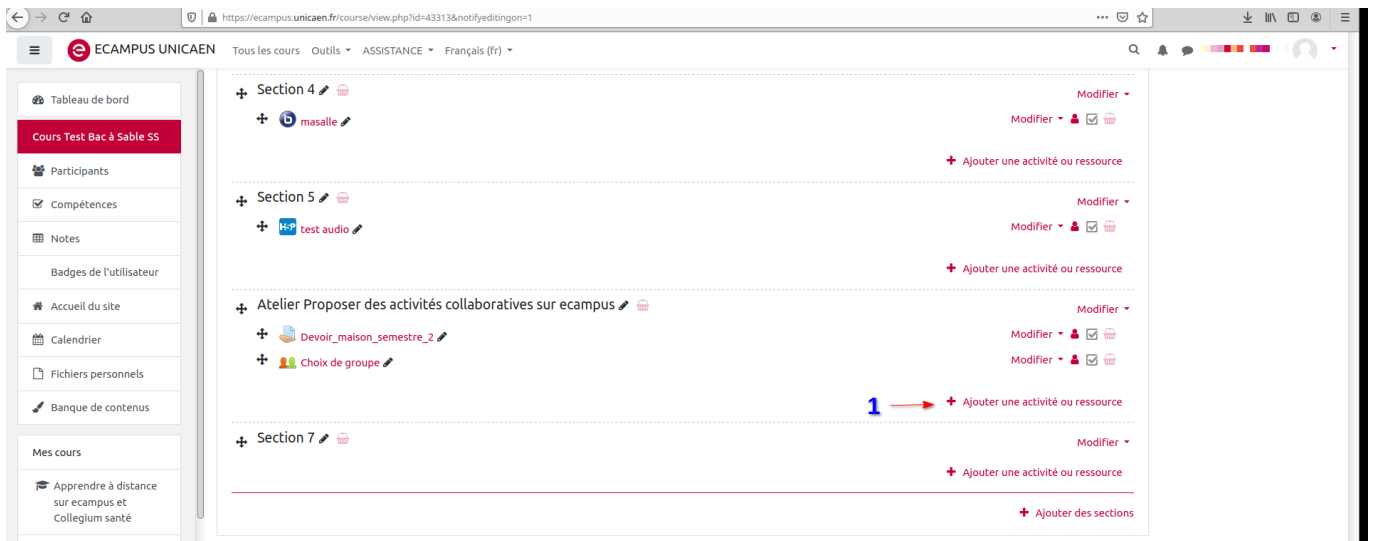 https://ecampus.unicaen.fr/course/view.php?id=43313&notifyeditingon=1
ECAMPUS UNICAEN Tous les cours Outils ASSISTANCE Français (fr)
Tableau de bord
Cours Test Bac à Sable SS
Participants
Compétences
Notes
Badges de l'utilisateur
Accueil du site
Calendrier
Fichiers personnels
Banque de contenus
Mes cours
Apprendre à distance
sur ecampus et
Collegium santé
Section 4
Modifier
masalle
Modifier
Ajouter une activité ou ressource
Section 5
Modifier
H-P test audio
Modifier
Ajouter une activité ou ressource
Atelier Proposer des activités collaboratives sur ecampus
Modifier
Devoir_maison_semestre_2
Modifier
Choix de groupe
Modifier
1 Ajouter une activité ou ressource
Section 7
Modifier
Ajouter une activité ou ressource
Ajouter des sections